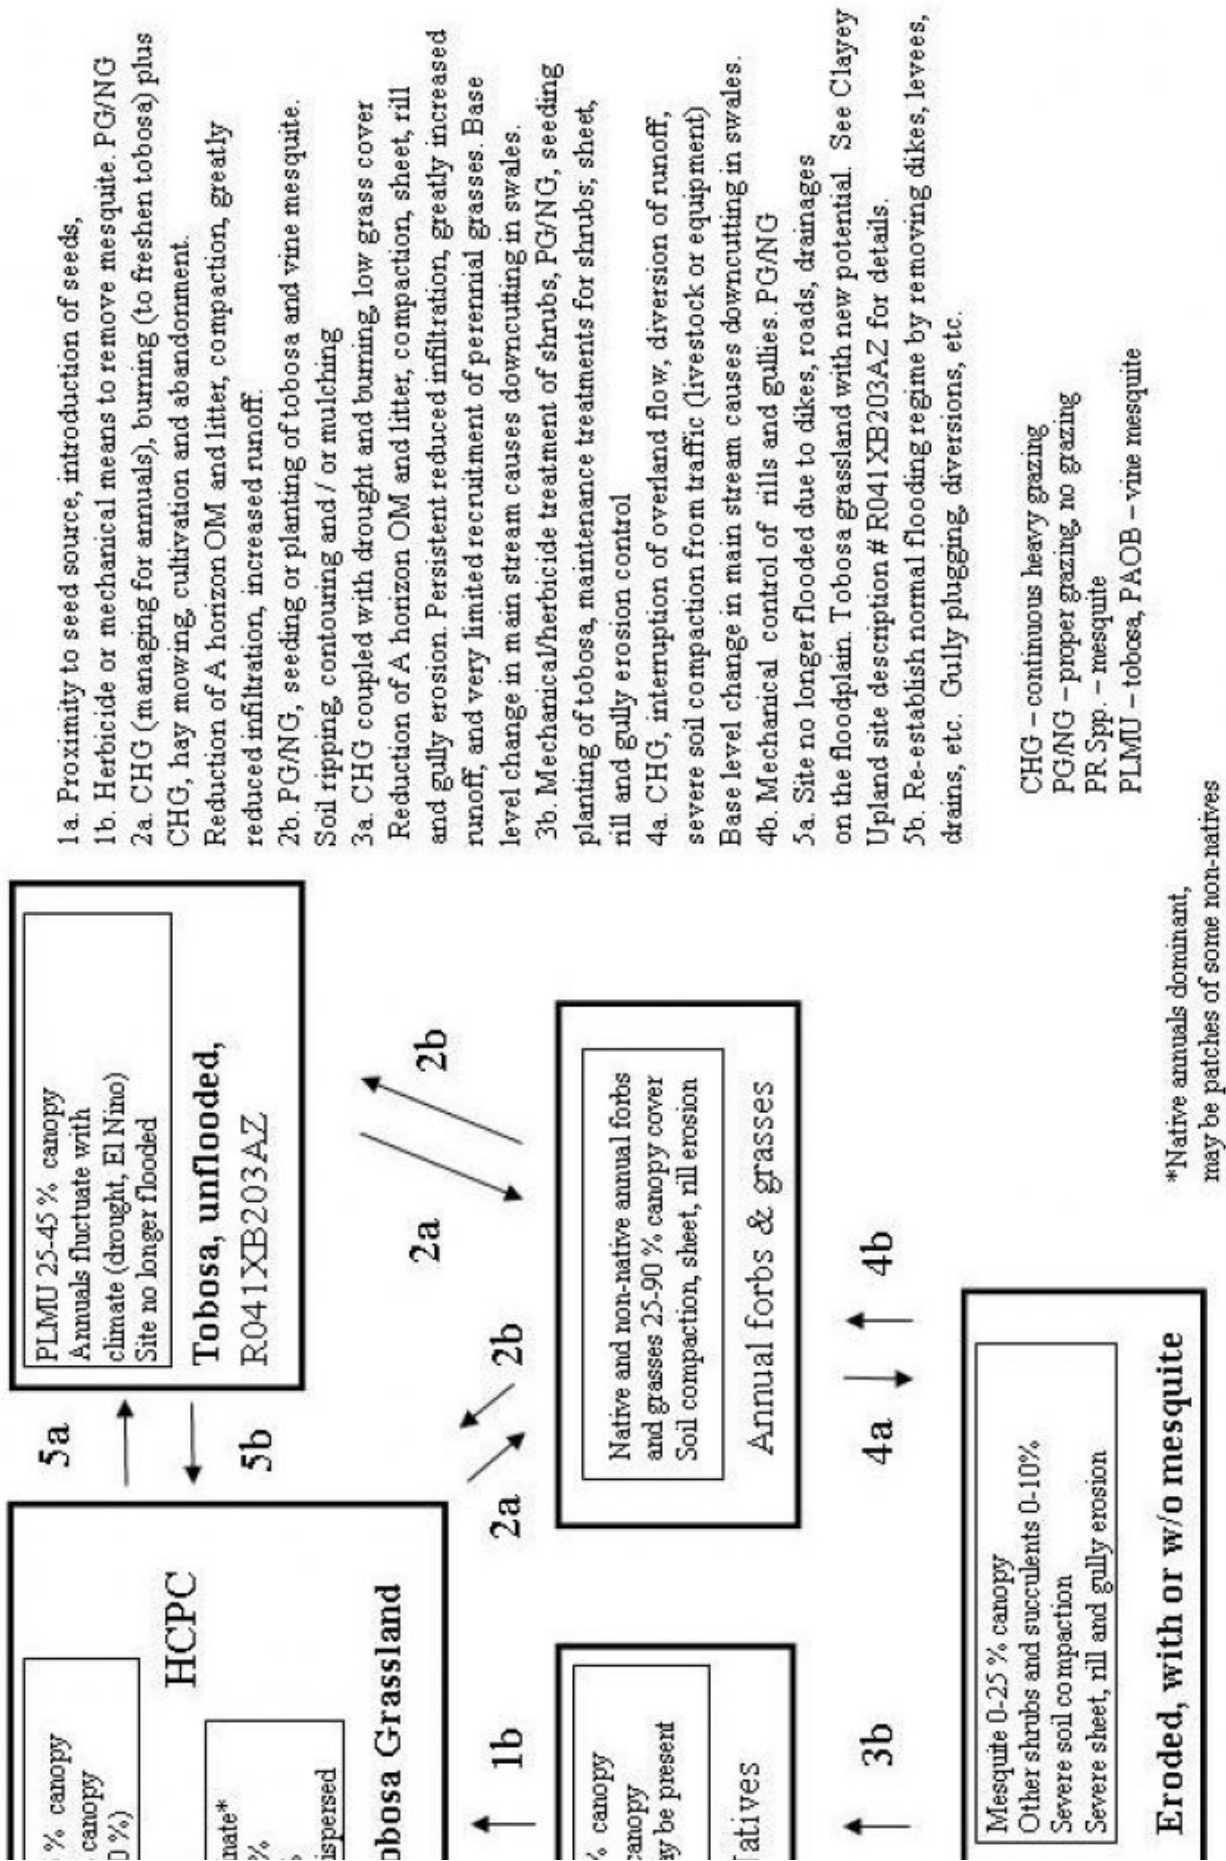 % canopy
canopy
0 %)
HCPC
nate*
%
%
ispersed
obosa Grassland
5a
5b
PLMU 25-45 % canopy
Annuals fluctuate with
climate (drought, El Nino)
Site no longer flooded
Tobosa, unflooded,
R041XB203AZ
1b
2a
2b
2a
2b
% canopy
canopy
ay be present
Natives
Native and non-native annual forbs
and grasses 25-90 % canopy cover
Soil compaction, sheet, rill erosion
Annual forbs & grasses
3b
4a
4b
Mesquite 0-25 % canopy
Other shrubs and succulents 0-10%
Severe soil compaction
Severe sheet, rill and gully erosion
Eroded, with or w/o mesquite
*Native annuals dominant,
may be patches of some non-natives
1a. Proximity to seed source, introduction of seeds,
1b. Herbicide or mechanical means to remove mesquite. PG/NG
2a. CHG (managing for annuals), burning (to freshen tobosa) plus
CHG, hay mowing, cultivation and abandonment.
Reduction of A horizon OM and litter, compaction, greatly
reduced infiltration, increased runoff.
2b. PG/NG, seeding or planting of tobosa and vine mesquite.
Soil ripping, contouring and / or mulching
3a. CHG coupled with drought and burning, low grass cover
Reduction of A horizon OM and litter, compaction, sheet, rill
and gully erosion. Persistent reduced infiltration, greatly increased
runoff, and very limited recruitment of perennial grasses. Base
level change in main stream causes downcutting in swales.
3b. Mechanical/herbicide treatment of shrubs, PG/NG, seeding
planting of tobosa, maintenance treatments for shrubs; sheet,
rill and gully erosion control
4a. CHG, interruption of overland flow, diversion of runoff,
severe soil compaction from traffic (livestock or equipment)
Base level change in main stream causes downcutting in swales.
4b. Mechanical control of rills and gullies. PG/NG
5a. Site no longer flooded due to dikes, roads, drainages
on the floodplain. Tobosa grassland with new potential. See Clayey
Upland site description # R041XB203AZ for details.
5b. Re-establish normal flooding regime by removing dikes, levees,
drains, etc. Gully plugging, diversions, etc.
CHG – continuous heavy grazing
PG/NG – proper grazing, no grazing
PR Spp. – mesquite
PLMU – tobosa, PAOB – vine mesquite